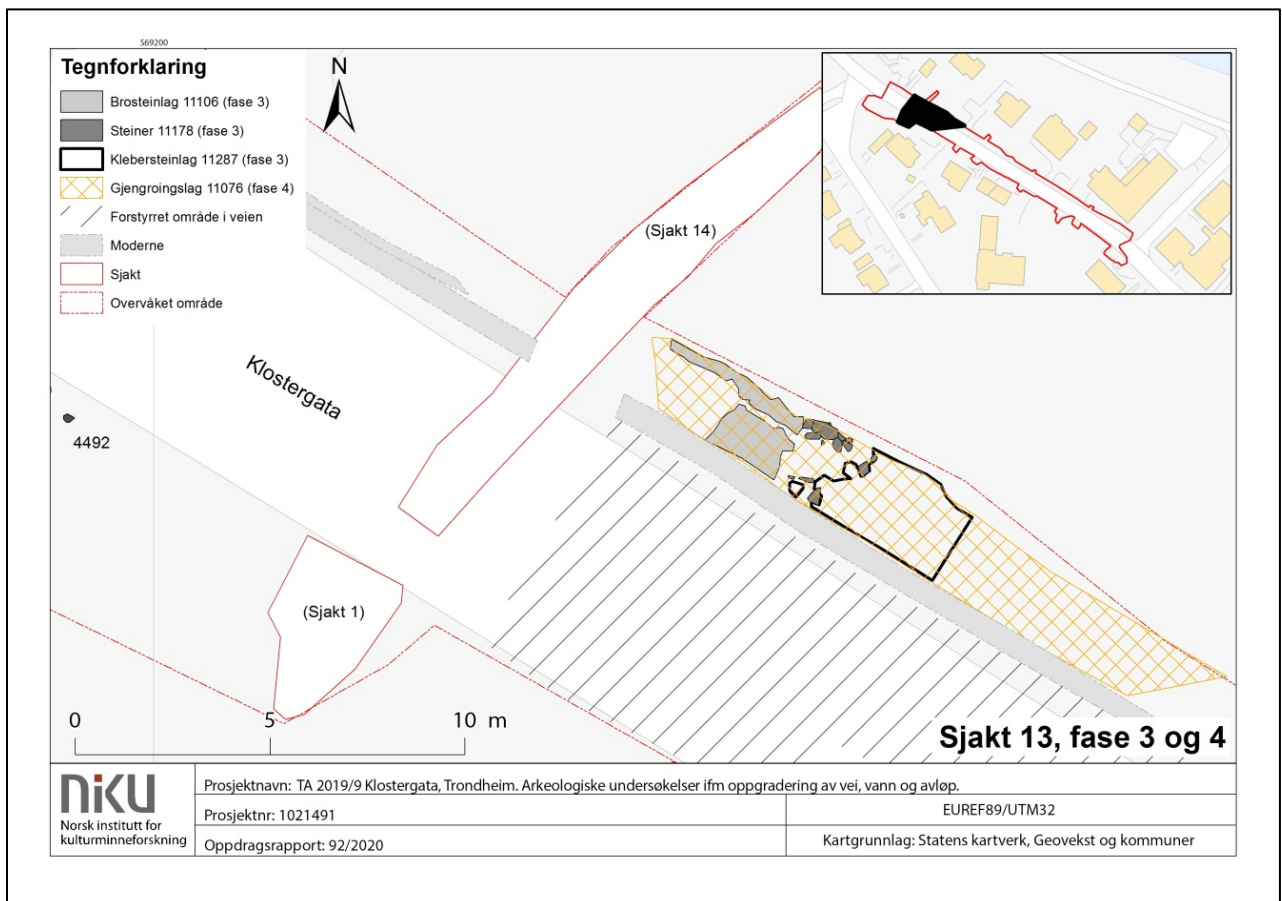 569200
Tegnforklaring
Brosteinlag 11106 (fase 3)
Steiner 11178 (fase 3)
Klebersteinlag 11287 (fase 3)
Gjengroingslag 11076 (fase 4)
Forstyrret område i veien
Moderne
Sjakt
Overvåket område
N
(Sjakt 14)
Klostergata
4492
(Sjakt 1)
0 5 10 m
Sjakt 13, fase 3 og 4
niku
Norsk institutt for
kulturminneforskning
Prosjektnavn: TA 2019/9 Klostergata, Trondheim. Arkeologiske undersøkelser ifm oppgradering av vei, vann og avløp.
Prosjektnr: 1021491
EUREF89/UTM32
Oppdragsrapport: 92/2020
Kartgrunnlag: Statens kartverk, Geovekst og kommuner